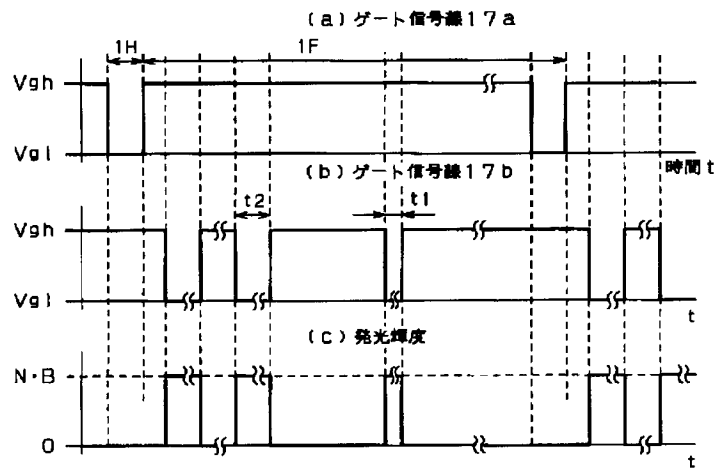 (a)ゲート信号線17a
1H
1F
Vgh
Vgl
時間t
(b)ゲート信号線17b
t2
t1
Vgh
Vgl
t
(c)発光輝度
N・B
0
t